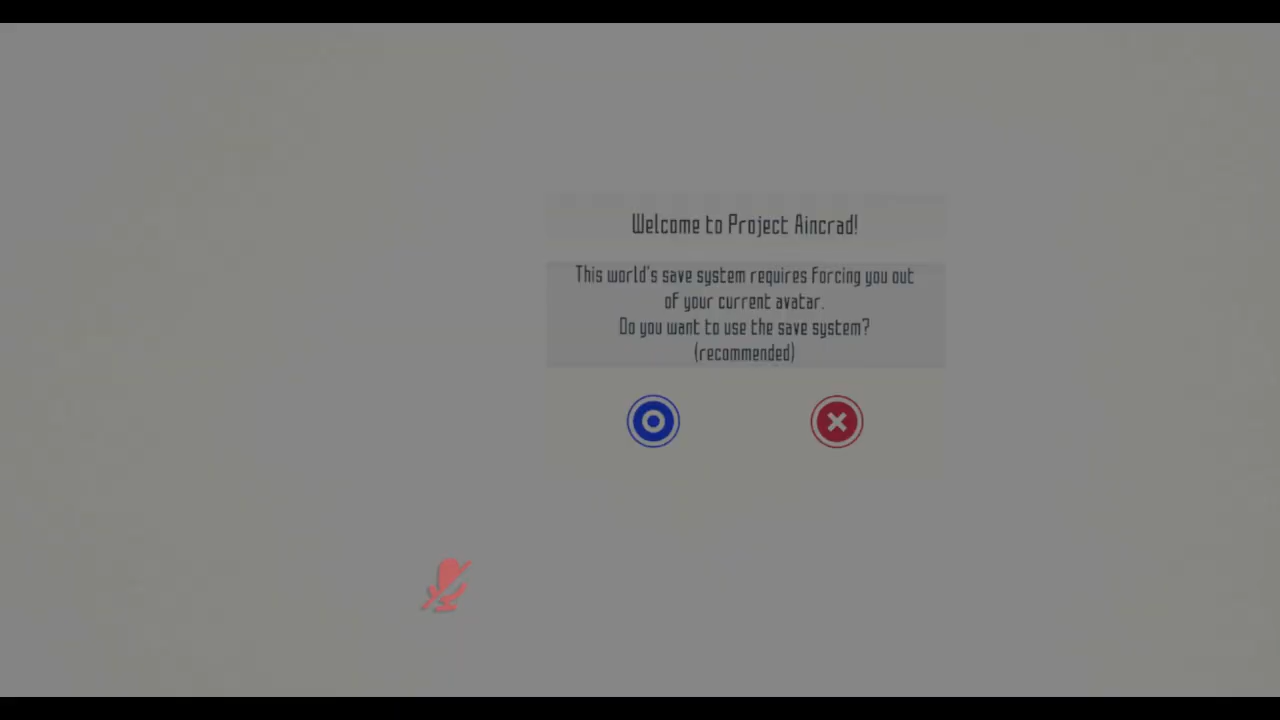 Welcome to Project Aincrad!
This world's save system requires forcing you out
of your current avatar.
Do you want to use the save system?
(recommended)